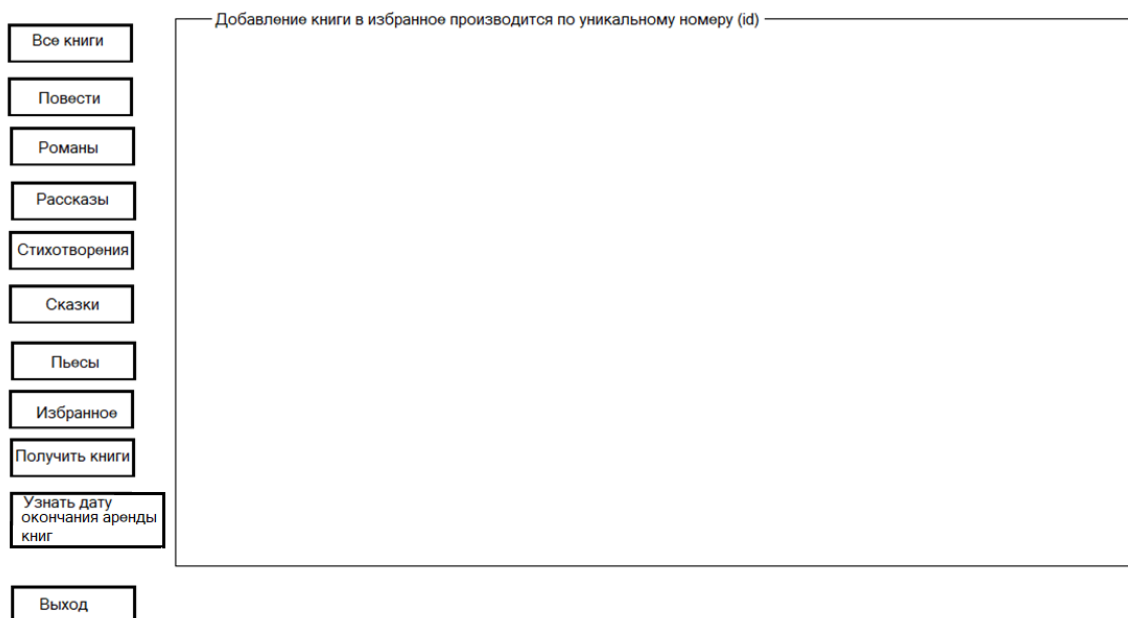 Добавление книги в избранное производится по уникальному номеру (id)
Все книги
Повести
Романы
Рассказы
Стихотворения
Сказки
Пьесы
Избранное
Получить книги
Узнать дату
окончания аренды
книг
Выход